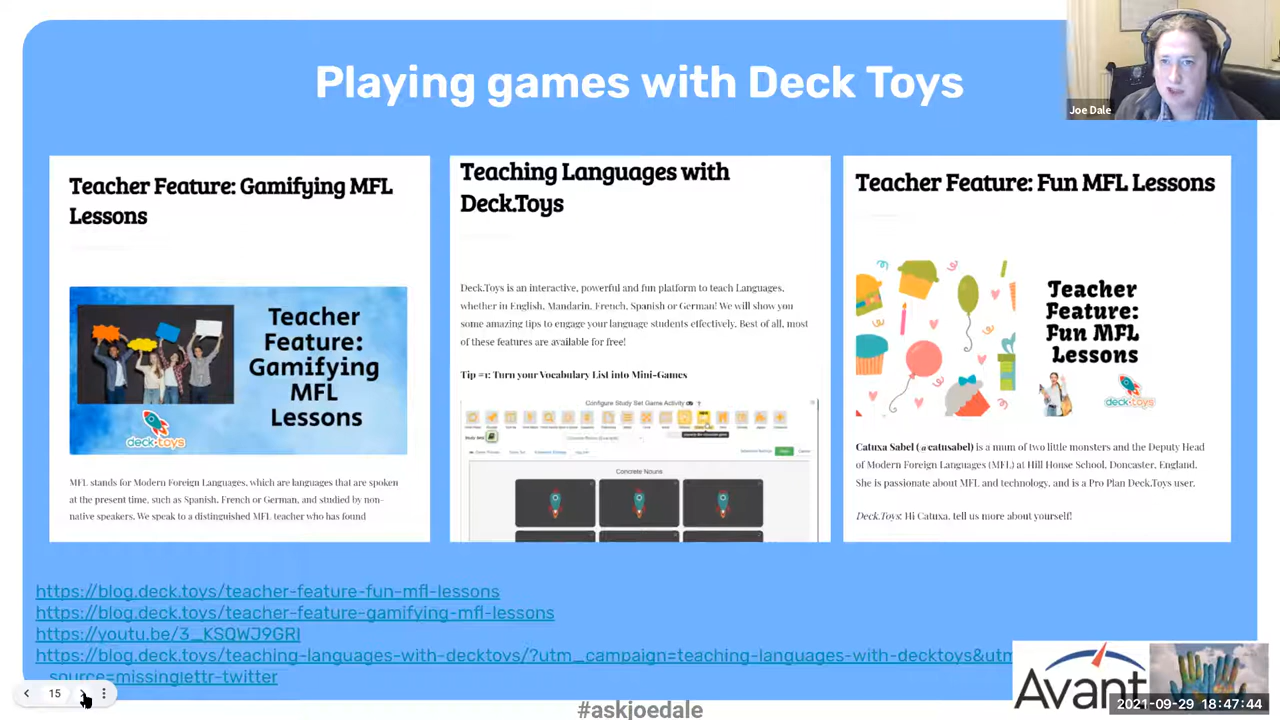 Playing games with Deck Toys
Joe Dale
Teacher Feature: Gamifying MFL
Lessons
Teacher
Feature:
Gamifying
MFL
Lessons
deck.toys
MFL stands for Modern Foreign Languages, which are languages that are spoken
at the present time, such as Spanish, French or German, and studied by non-
native speakers. We speak to a distinguished MFL teacher who has found
Teaching Languages with
Deck.Toys
Deck.Toys is an interactive, powerful and fun platform to teach Languages,
whether in English, Mandarin, French, Spanish or German! We will show you
some amazing tips to engage your language students effectively. Best of all, most
of these features are available for free!
Tip #1: Turn your Vocabulary List into Mini-Games
Configure Study Set Game Activity
Concrete Nouns
Teacher Feature: Fun MFL Lessons
Teacher
Feature:
Fun MFL
Lessons
deck.toys
Catuxa Sabel (@catusabel) is a mum of two little monsters and the Deputy Head
of Modern Foreign Languages (MFL) at Hill House School, Doncaster, England.
She is passionate about MFL and technology, and is a Pro Plan Deck.Toys user.
Deck.Toys: Hi Catuxa, tell us more about yourself!
https://blog.deck.toys/teacher-feature-fun-mfl-lessons
https://blog.deck.toys/teacher-feature-gamifying-mfl-lessons
https://youtu.be/3_KSQWJ9GRI
https://blog.deck.toys/teaching-languages-with-decktoys/?utm_campaign=teaching-languages-with-decktoys&utm
_source=missinglettr-twitter
15
Avant
2021-09-29 18:47:44
#askjoedale